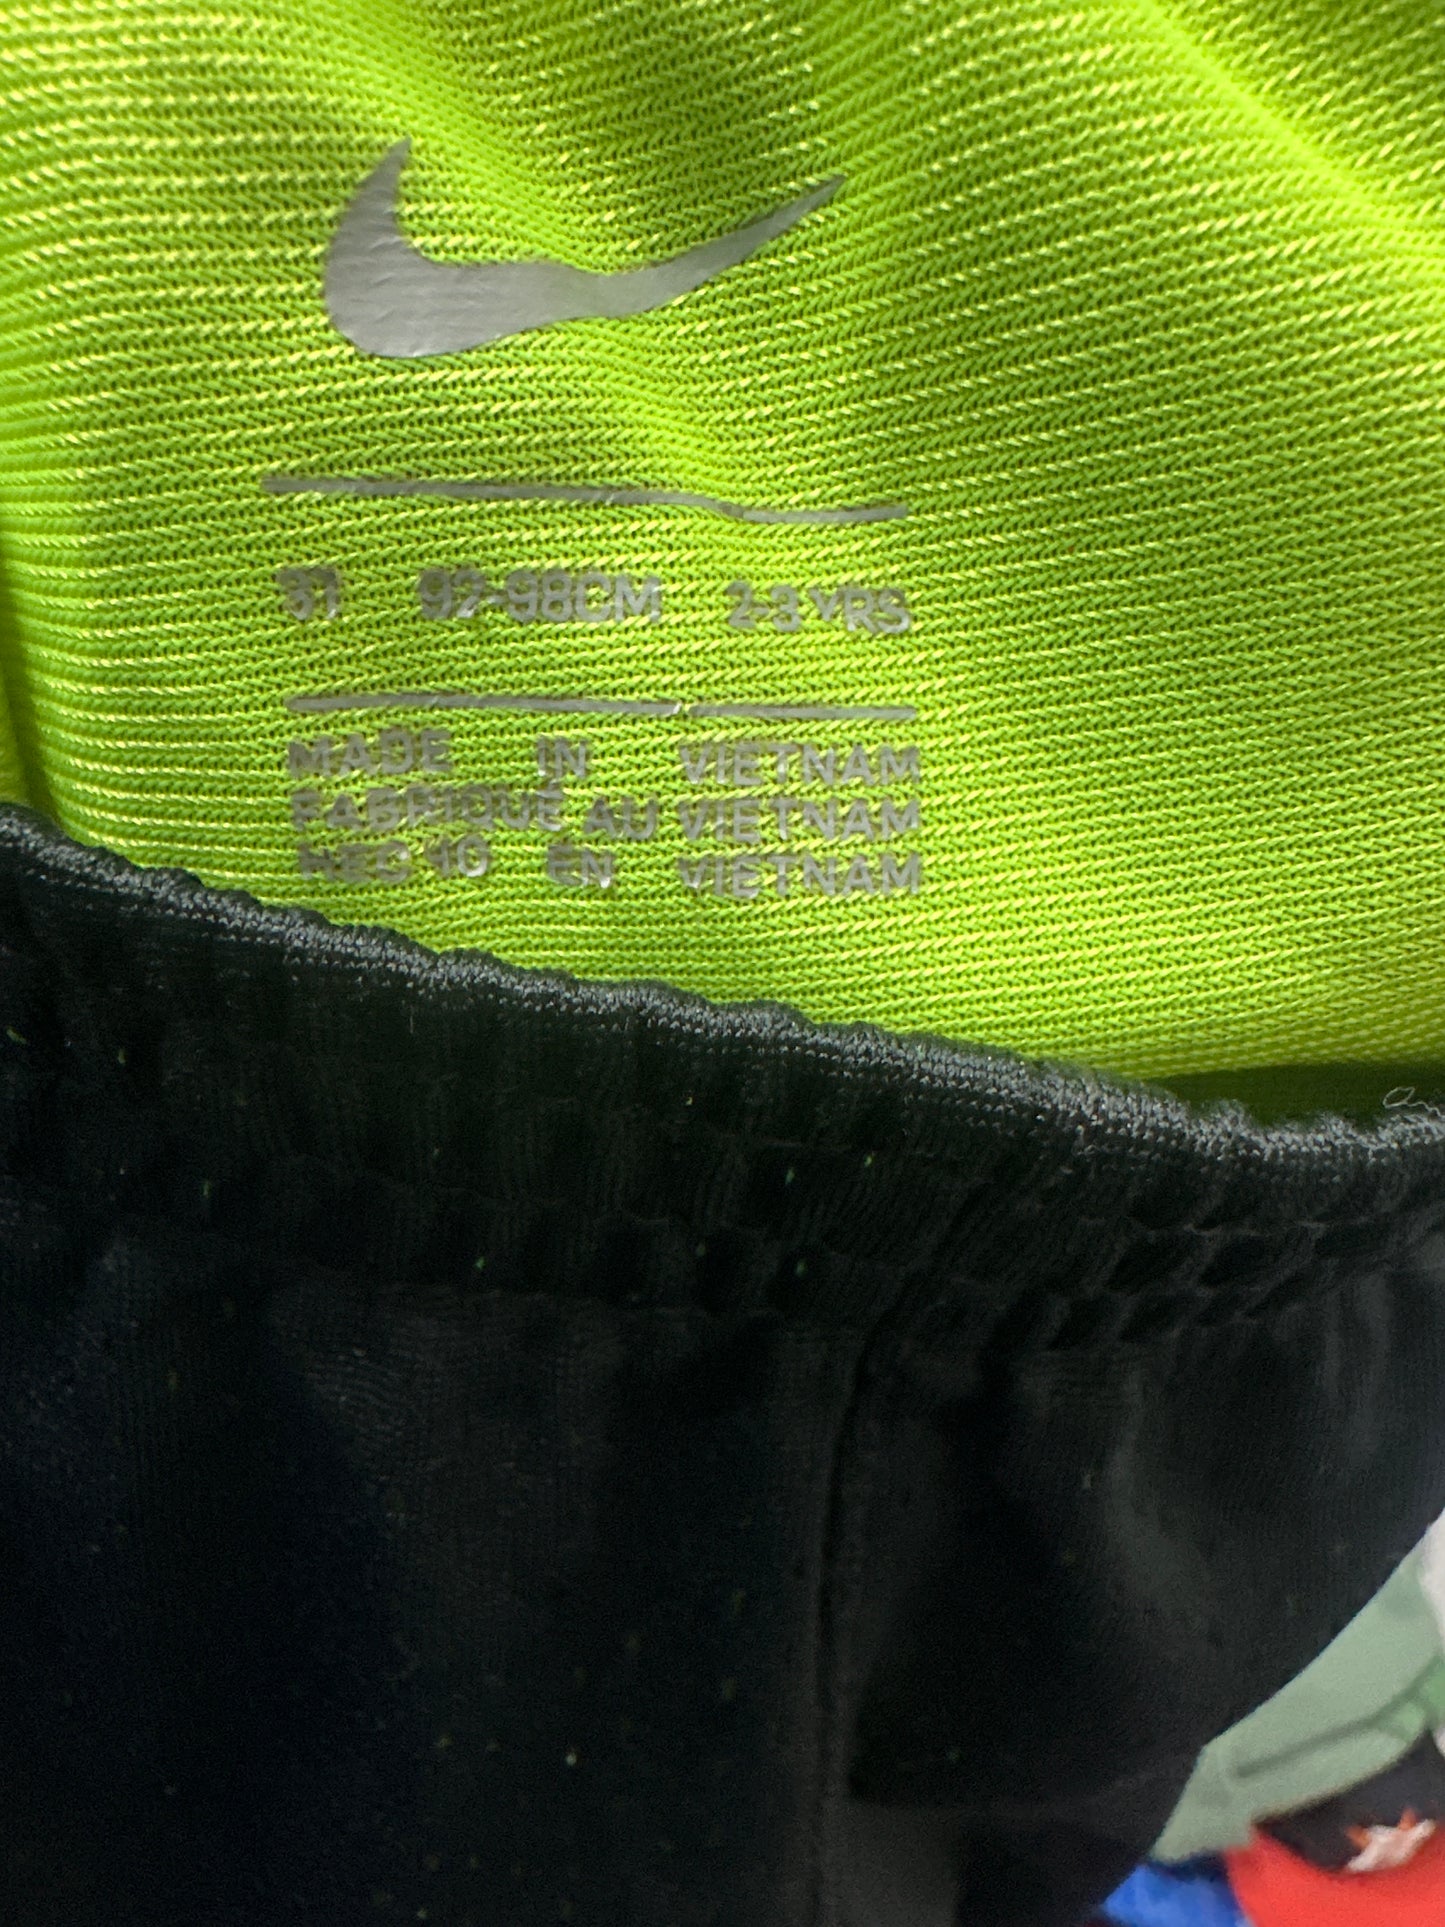 3T 92-98CM 2-3 YRS
MADE IN VIETNAM
FABRIQUÉ AU VIETNAM
HECHO EN VIETNAM